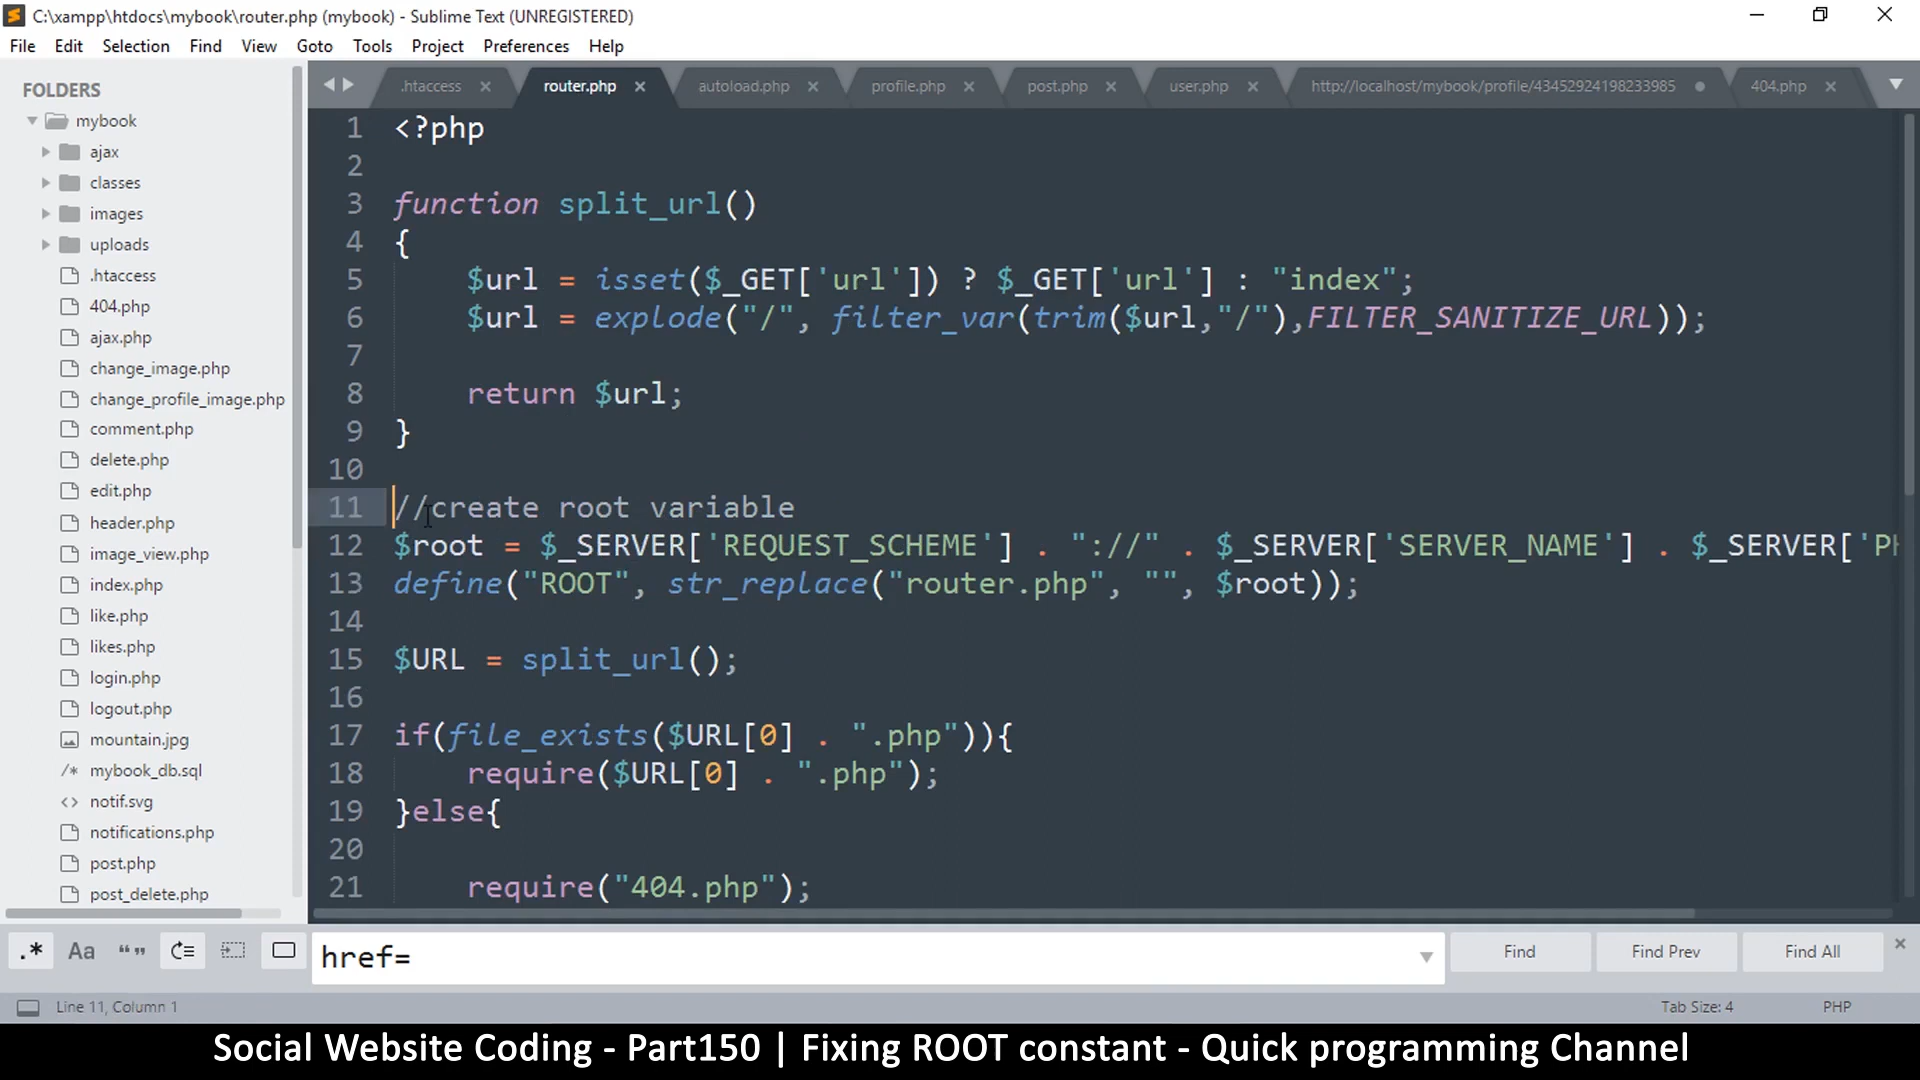 C:\xampp\htdocs\mybook\router.php (mybook) - Sublime Text (UNREGISTERED)
File Edit Selection Find View Goto Tools Project Preferences Help
FOLDERS
mybook
ajax
classes
images
uploads
.htaccess
404.php
ajax.php
change_image.php
change_profile_image.php
comment.php
delete.php
edit.php
header.php
image_view.php
index.php
like.php
likes.php
login.php
logout.php
mountain.jpg
/* mybook_db.sql
<> notif.svg
notifications.php
post.php
post_delete.php
.htaccess router.php autoload.php profile.php post.php user.php http://localhost/mybook/profile/43452924198233985 404.php
1 <?php
2
3 function split_url()
4 {
5 $url = isset($_GET['url']) ? $_GET['url'] : "index";
6 $url = explode("/", filter_var(trim($url,"/"),FILTER_SANITIZE_URL));
7
8 return $url;
9 }
10
11 //create root variable
12 $root = $_SERVER['REQUEST_SCHEME'] . "://" . $_SERVER['SERVER_NAME'] . $_SERVER['PH
13 define("ROOT", str_replace("router.php", "", $root));
14
15 $URL = split_url();
16
17 if(file_exists($URL[0] . ".php")){
18 require($URL[0] . ".php");
19 }else{
20
21 require("404.php");
.* Aa “ ” href= Find Find Prev Find All
Line 11, Column 1 Tab Size: 4 PHP
Social Website Coding - Part150 | Fixing ROOT constant - Quick programming Channel